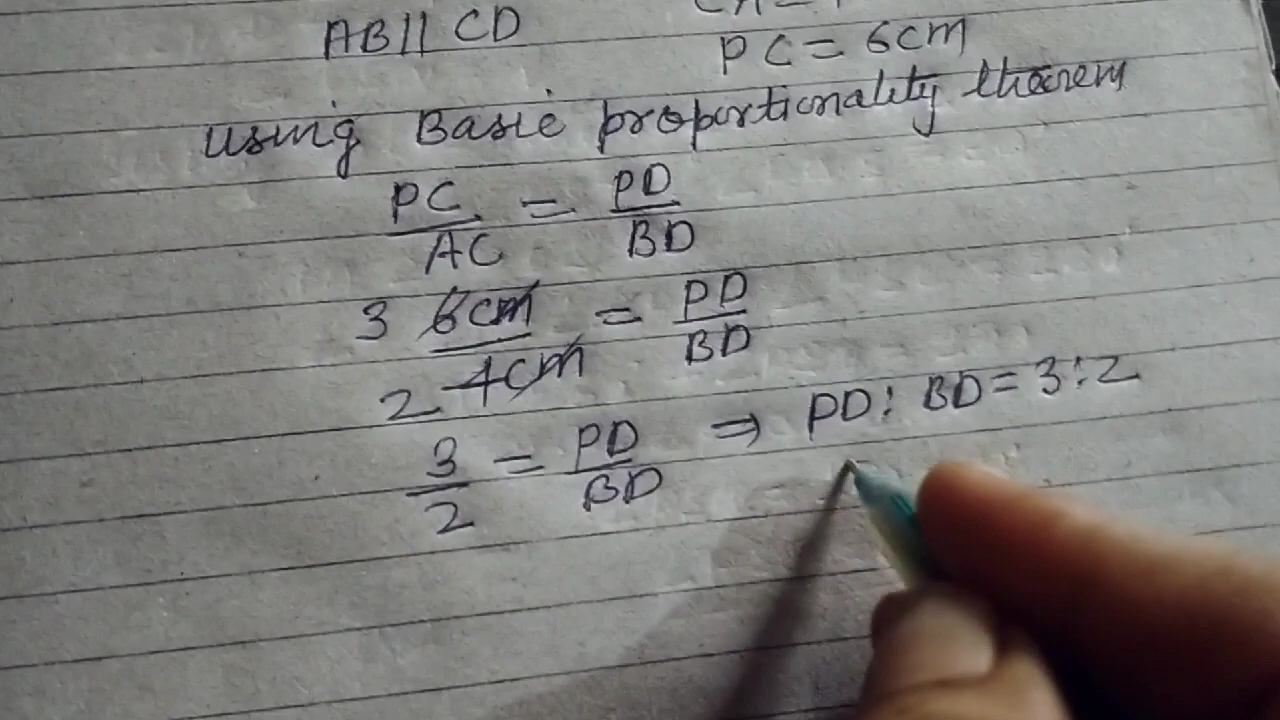 AB || CD
PC = 6cm
using Basic proportionality theorem
PC/AC = PD/BD
3 6cm/4cm 2 = PD/BD
3/2 = PD/BD ⇒ PD : BD = 3:2